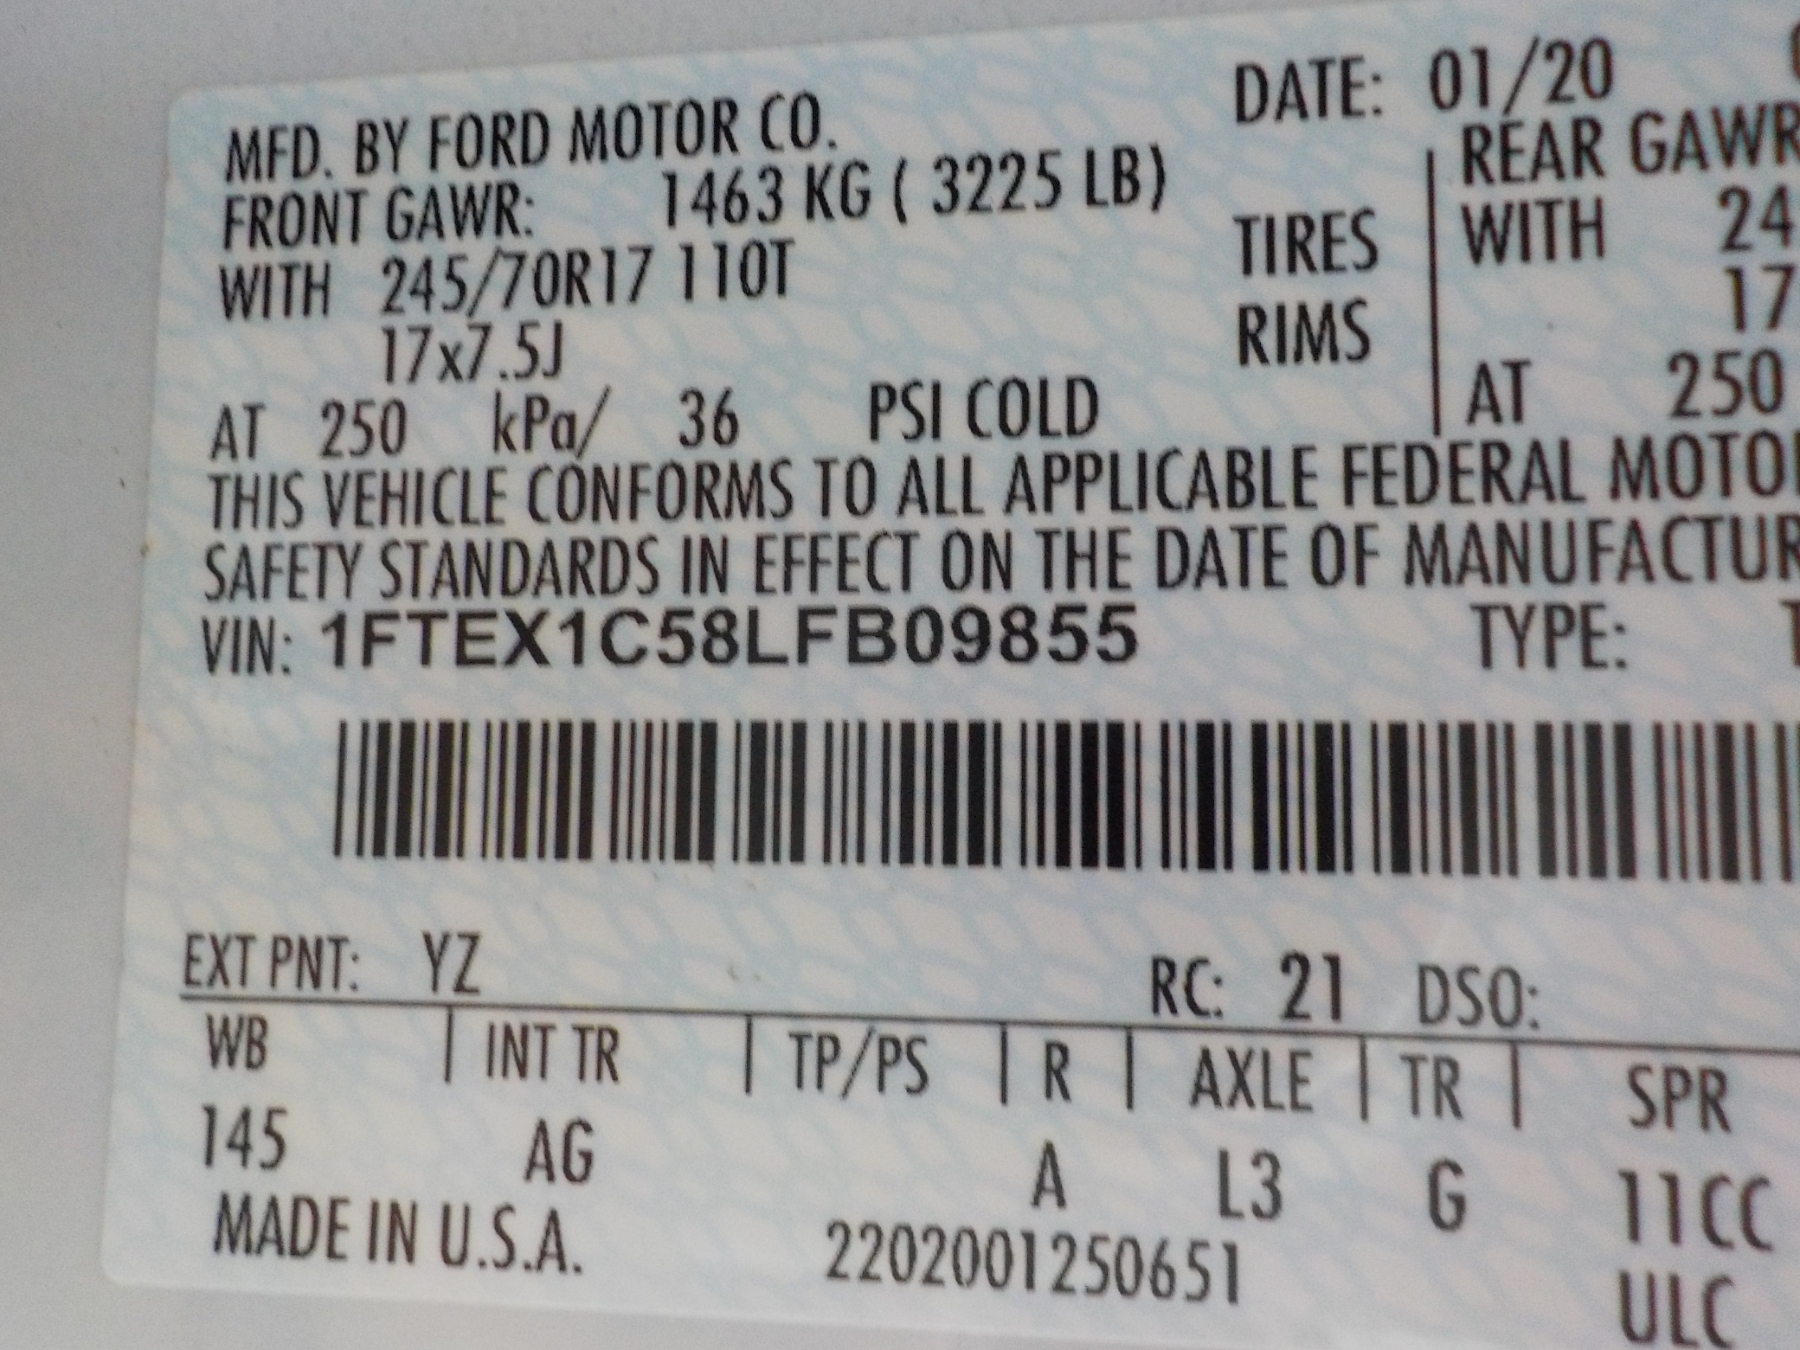 MFD. BY FORD MOTOR CO.
DATE: 01/20
FRONT GAWR: 1463 KG ( 3225 LB)
REAR GAWR
WITH 245/70R17 110T
TIRES
WITH 24
17x7.5J
RIMS
17
AT 250 kPa/ 36 PSI COLD
AT 250
THIS VEHICLE CONFORMS TO ALL APPLICABLE FEDERAL MOTO
SAFETY STANDARDS IN EFFECT ON THE DATE OF MANUFACTUR
VIN: 1FTEX1C58LFB09855
TYPE:
EXT PNT: YZ
RC: 21 DSO:
WB | INT TR | TP/PS | R | AXLE | TR | SPR
145 AG A L3 G 11CC
MADE IN U.S.A. 2202001250651
ULC